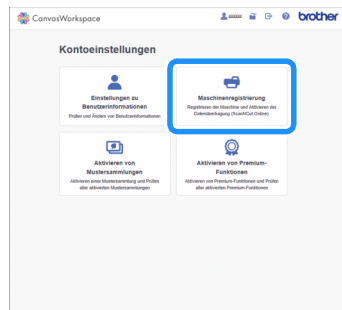 CanvasWorkspace
brother
Kontoeinstellungen
Einstellungen zu
Benutzerinformationen
Prüfen und Ändern von Benutzerinformationen
Maschinenregistrierung
Registrieren der Maschine und Aktivieren der
Datenübertragung (ScanNCut Online)
Aktivieren von
Mustersammlungen
Aktivieren einer Mustersammlung und Prüfen
aller aktivierten Mustersammlungen
Aktivieren von Premium-
Funktionen
Aktivieren von Premium-Funktionen und Prüfen
aller aktivierten Premium-Funktionen